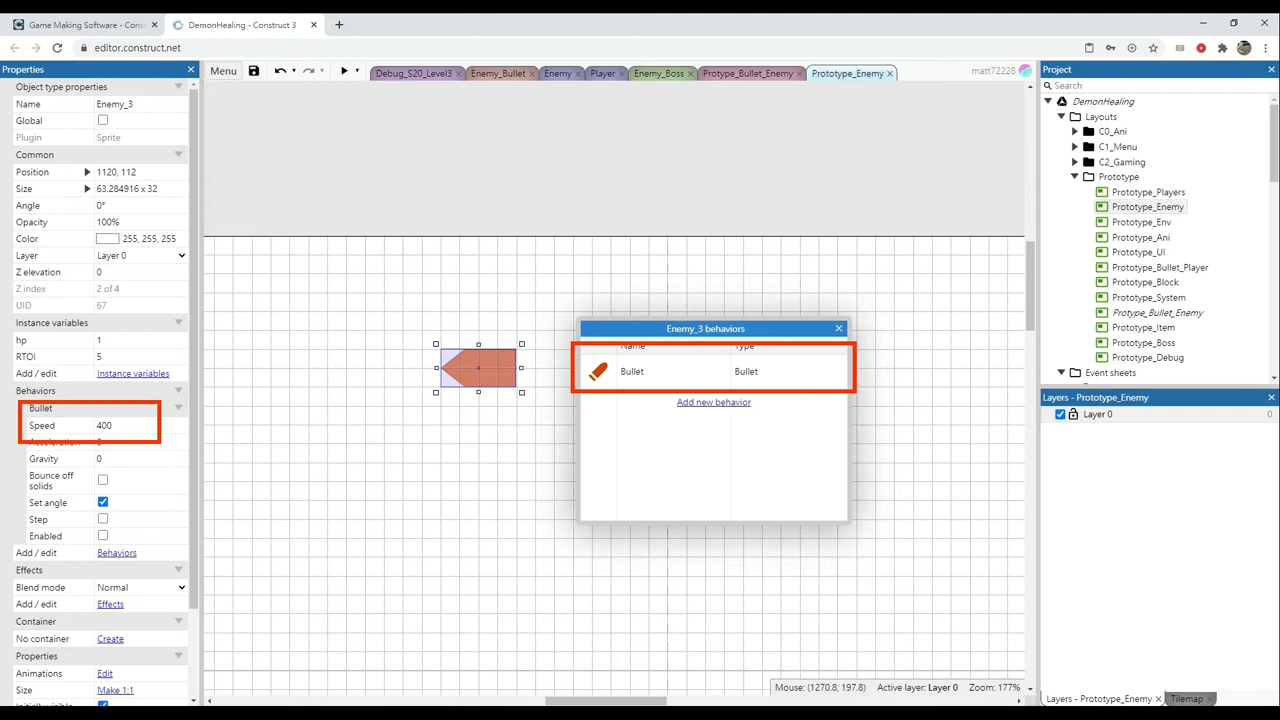 Game Making Software - Cons
DemonHealing - Construct 3
editor.construct.net
Properties
Menu
Debug_S20_Level3
Enemy_Bullet
Enemy
Player
Enemy_Boss
Protype_Bullet_Enemy
Prototype_Enemy
matt72228
Project
Object type properties
Name Enemy_3
Global
Plugin Sprite
Common
Position 1120, 112
Size 63.284916 x 32
Angle 0°
Opacity 100%
Color 255, 255, 255
Layer Layer 0
Z elevation 0
Z index 2 of 4
UID 67
Instance variables
hp 1
RTOI 5
Add / edit Instance variables
Behaviors
Bullet
Speed 400
Acceleration 0
Gravity 0
Bounce off
solids
Set angle
Step
Enabled
Add / edit Behaviors
Effects
Blend mode Normal
Add / edit Effects
Container
No container Create
Properties
Animations Edit
Size Make 1:1
Initially visible
Enemy_3 behaviors
Name Type
Bullet Bullet
Add new behavior
Mouse: (1270.8, 197.8) Active layer: Layer 0 Zoom: 177%
Search
DemonHealing
Layouts
C0_Ani
C1_Menu
C2_Gaming
Prototype
Prototype_Players
Prototype_Enemy
Prototype_Env
Prototype_Ani
Prototype_UI
Prototype_Bullet_Player
Prototype_Block
Prototype_System
Protype_Bullet_Enemy
Prototype_Item
Prototype_Boss
Prototype_Debug
Event sheets
Layers - Prototype_Enemy
Layer 0 0
Layers - Prototype_Enemy
Tilemap